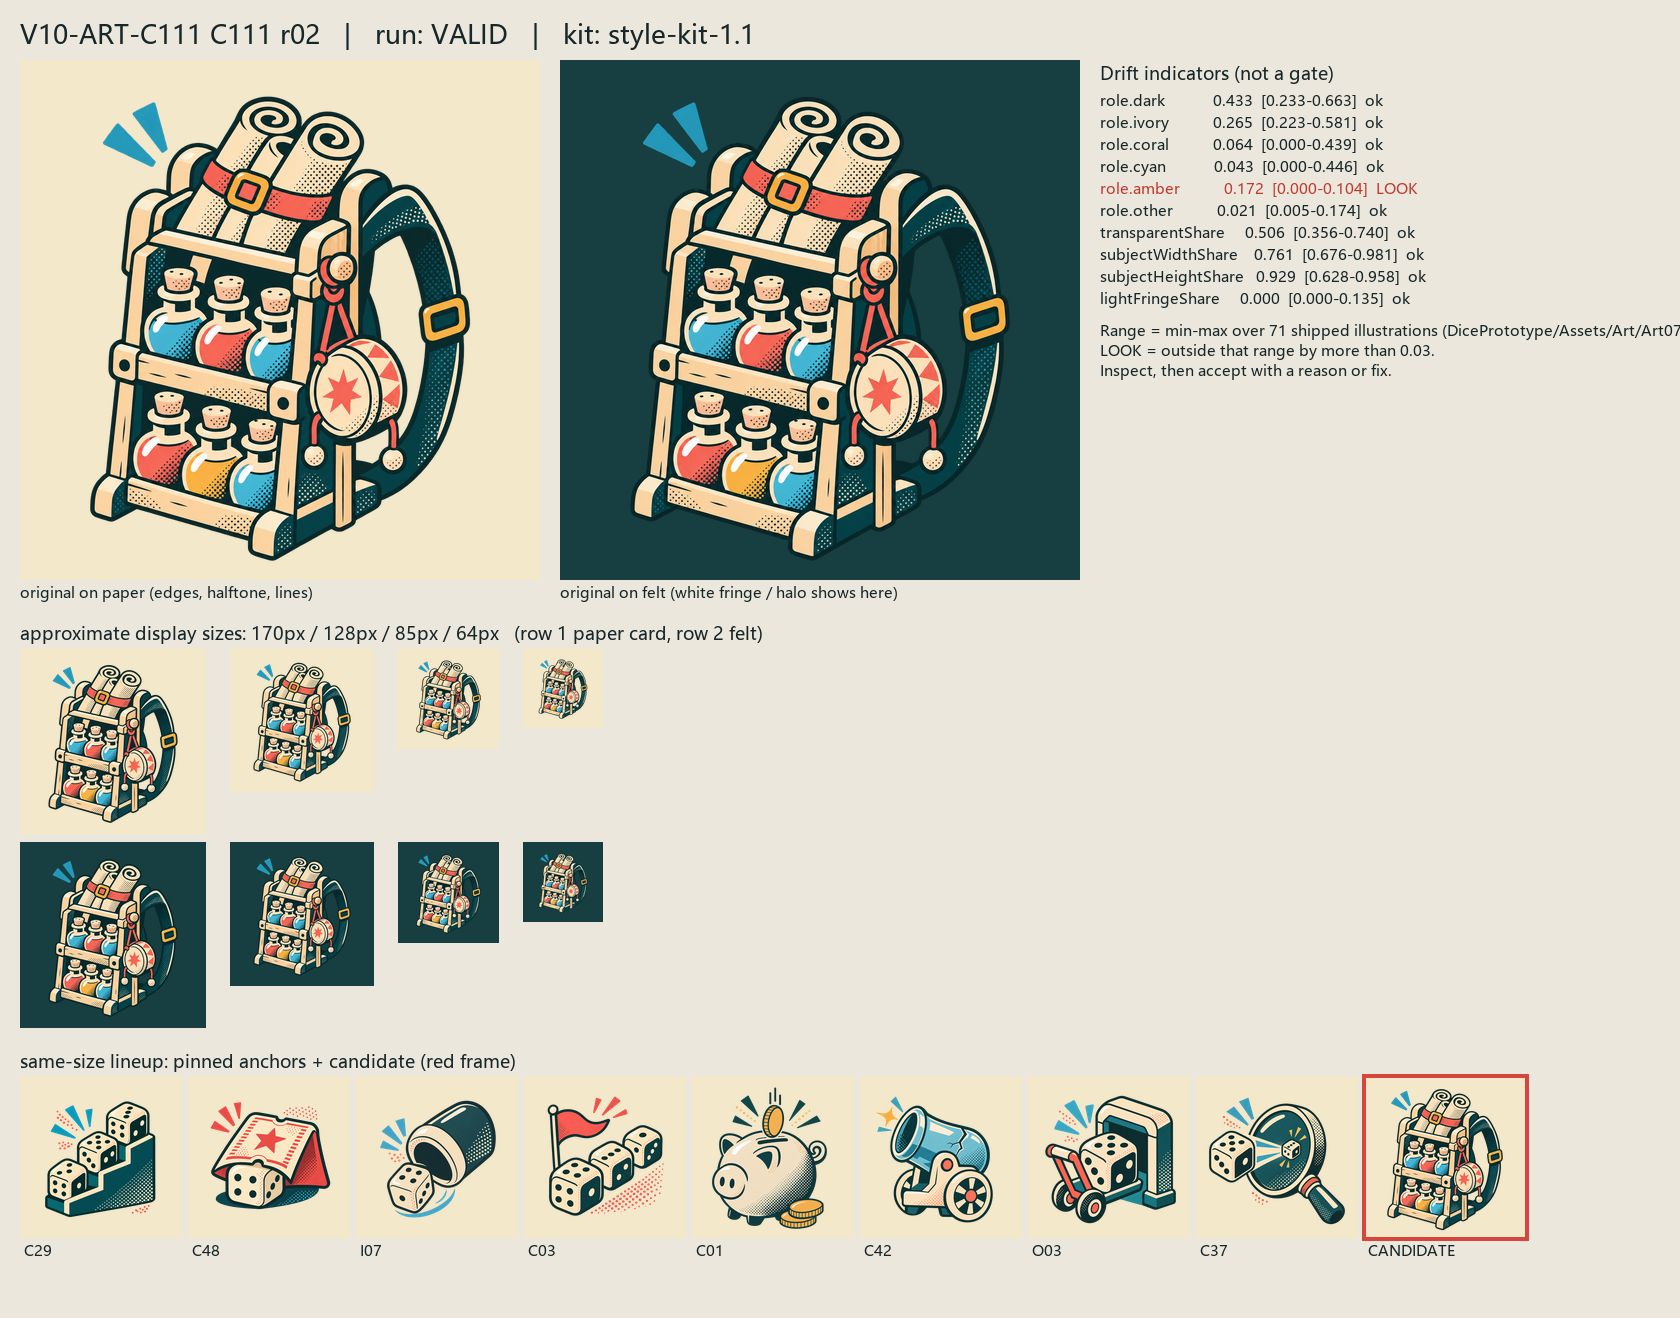 V10-ART-C111 C111 r02 | run: VALID | kit: style-kit-1.1
Drift indicators (not a gate)
role.dark 0.433 [0.233-0.663] ok
role.ivory 0.265 [0.223-0.581] ok
role.coral 0.064 [0.000-0.439] ok
role.cyan 0.043 [0.000-0.446] ok
role.amber 0.172 [0.000-0.104] LOOK
role.other 0.021 [0.005-0.174] ok
transparentShare 0.506 [0.356-0.740] ok
subjectWidthShare 0.761 [0.676-0.981] ok
subjectHeightShare 0.929 [0.628-0.958] ok
lightFringeShare 0.000 [0.000-0.135] ok
Range = min-max over 71 shipped illustrations (DicePrototype/Assets/Art/Art07
LOOK = outside that range by more than 0.03.
Inspect, then accept with a reason or fix.
original on paper (edges, halftone, lines)
original on felt (white fringe / halo shows here)
approximate display sizes: 170px / 128px / 85px / 64px (row 1 paper card, row 2 felt)
same-size lineup: pinned anchors + candidate (red frame)
C29
C48
I07
C03
C01
C42
O03
C37
CANDIDATE